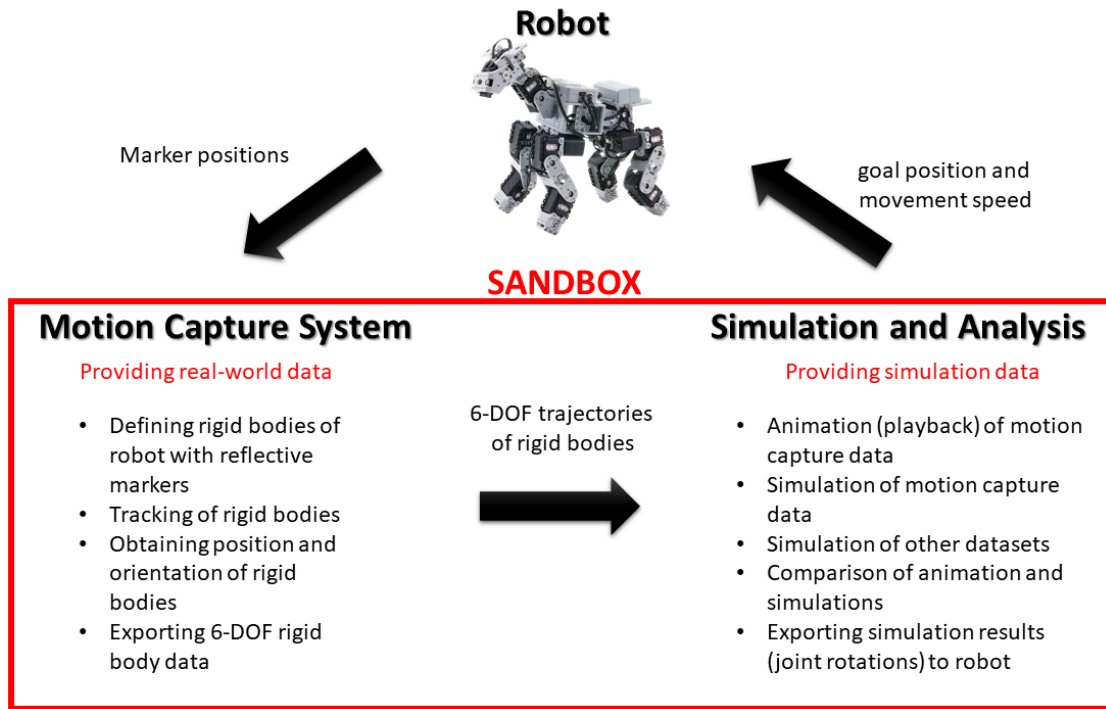 Robot
Marker positions
goal position and
movement speed
SANDBOX
Motion Capture System
Providing real-world data
• Defining rigid bodies of
robot with reflective
markers
• Tracking of rigid bodies
• Obtaining position and
orientation of rigid
bodies
• Exporting 6-DOF rigid
body data
6-DOF trajectories
of rigid bodies
Simulation and Analysis
Providing simulation data
• Animation (playback) of motion
capture data
• Simulation of motion capture
data
• Simulation of other datasets
• Comparison of animation and
simulations
• Exporting simulation results
(joint rotations) to robot